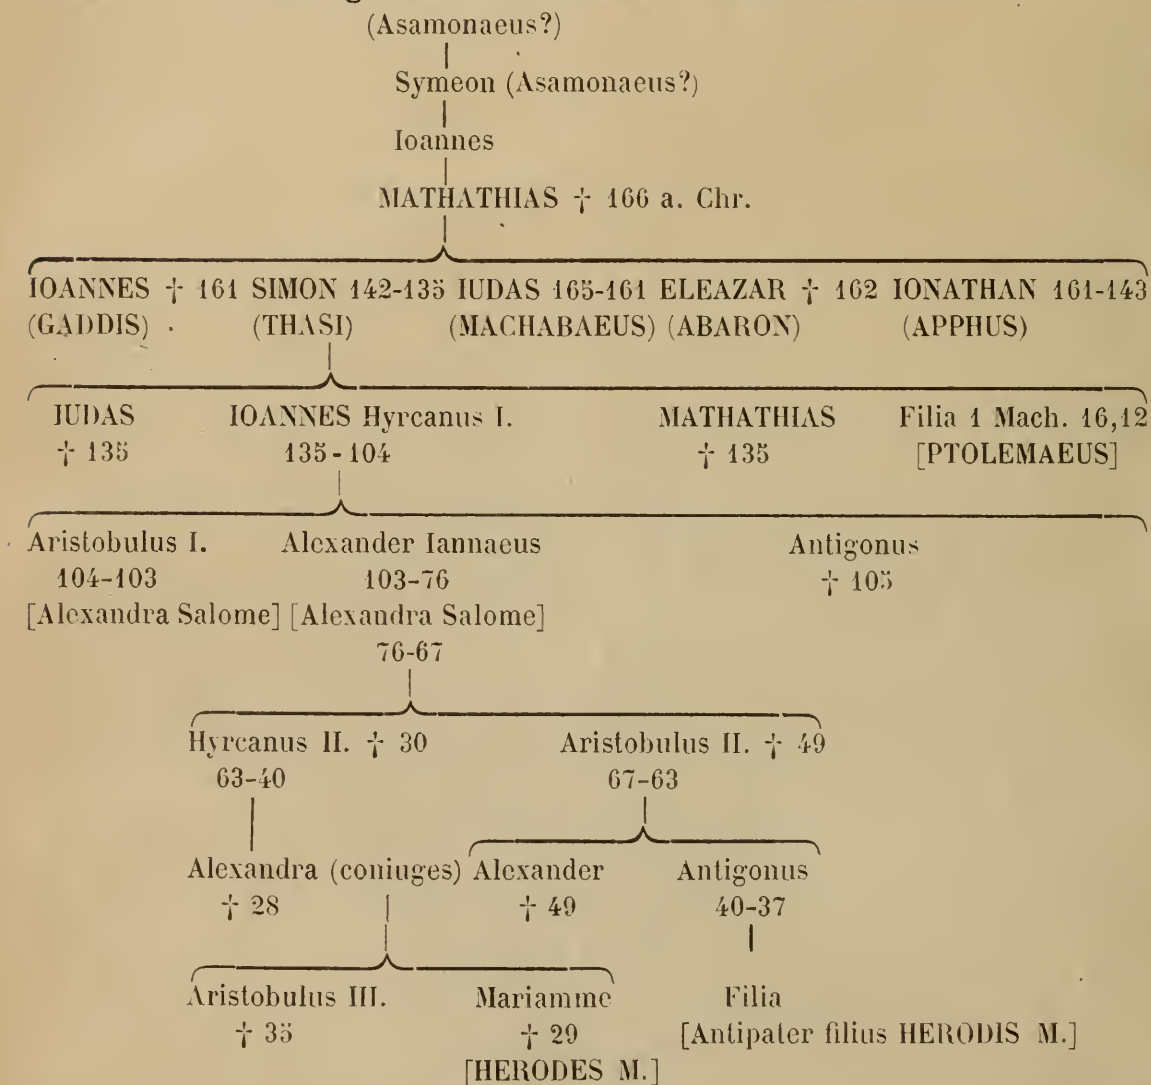 (Asamonaeus?)
Symeon (Asamonaeus?)
Ioannes
MATHATHIAS † 166 a. Chr.
IOANNES † 161 SIMON 142-135 IUDAS 165-161 ELEAZAR † 162 IONATHAN 161-143
(GADDIS) (THASI) (MACHABAEUS) (ABARON) (APPHUS)
IUDAS IOANNES Hyrcanus I. MATHATHIAS Filia 1 Mach. 16,12
† 135 135-104 † 135 [PTOLEMAEUS]
Aristobulus I. Alexander Iannaeus Antigonus
104-103 103-76 † 105
[Alexandra Salome] [Alexandra Salome]
76-67
Hyrcanus II. † 30 Aristobulus II. † 49
63-40 67-63
Alexandra (coniuges) Alexander Antigonus
† 28 † 49 40-37
Aristobulus III. Mariamme Filia
† 35 † 29 [Antipater filius HERODIS M.]
[HERODES M.]